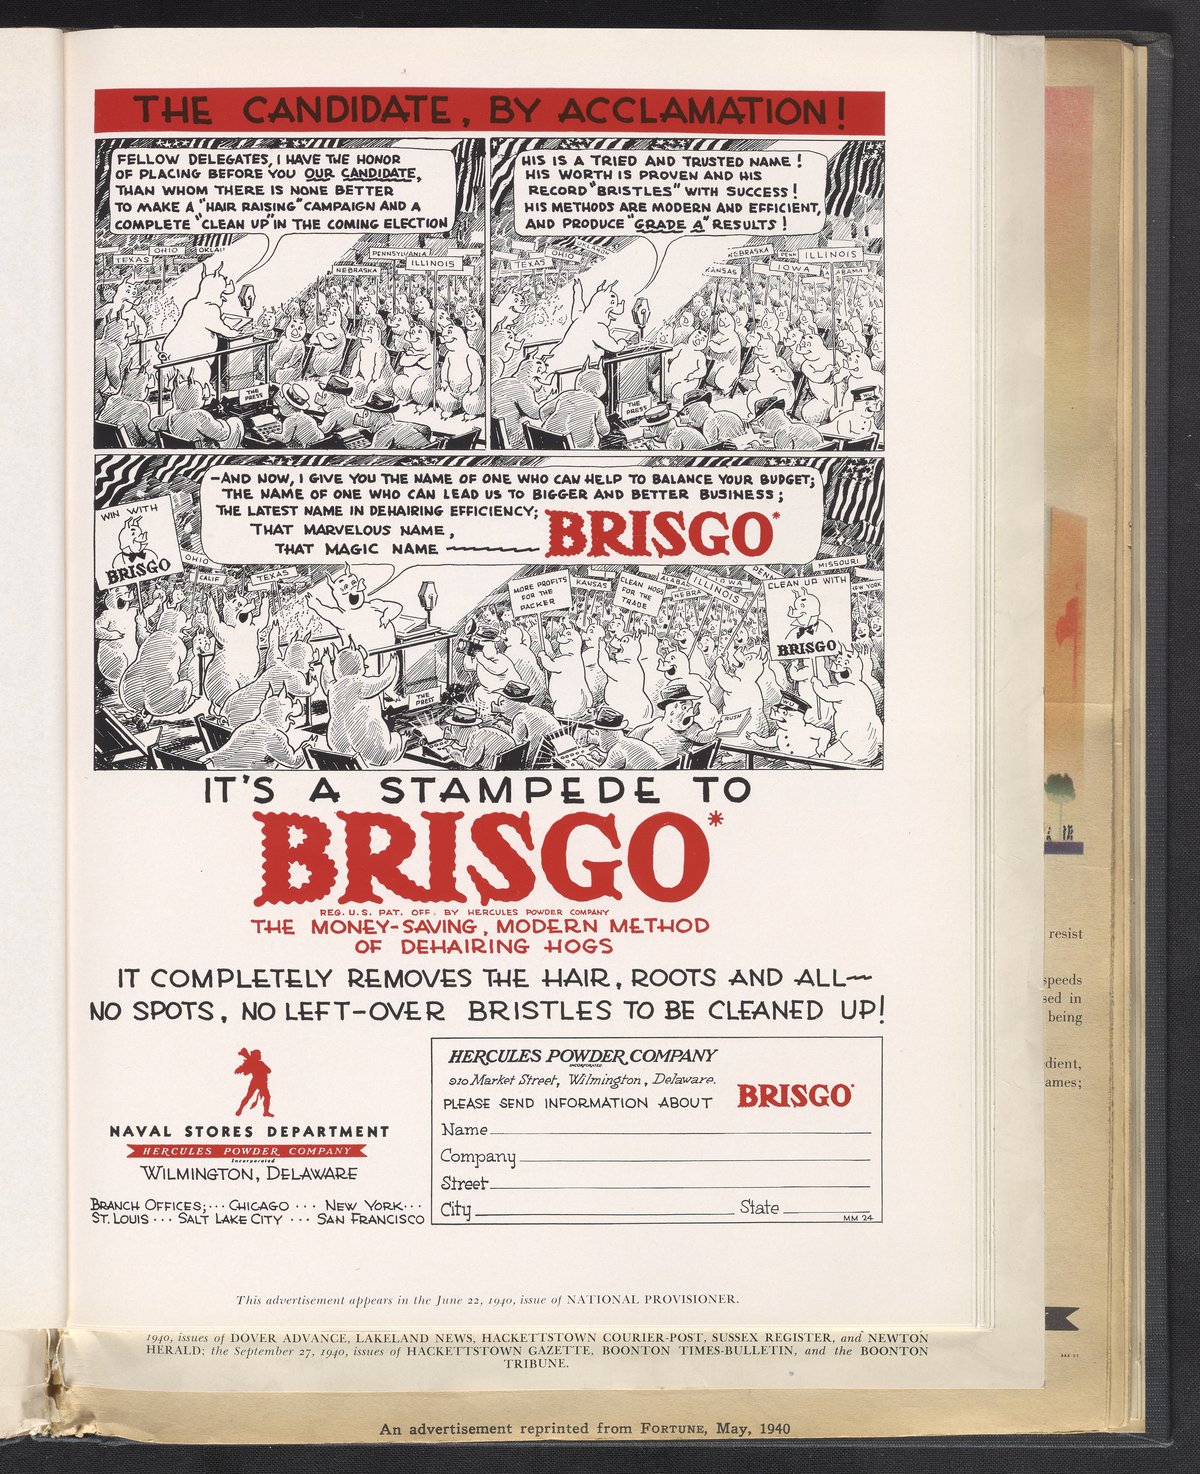 THE CANDIDATE, BY ACCLAMATION!
FELLOW DELEGATES, I HAVE THE HONOR
OF PLACING BEFORE YOU OUR CANDIDATE,
THAN WHOM THERE IS NONE BETTER
TO MAKE A "HAIR RAISING" CAMPAIGN AND A
COMPLETE "CLEAN UP" IN THE COMING ELECTION
TEXAS
OHIO
OKLA
NEBRASKA
PENNSYLVANIA
ILLINOIS
THE
PRESS
HIS IS A TRIED AND TRUSTED NAME!
HIS WORTH IS PROVEN AND HIS
RECORD "BRISTLES" WITH SUCCESS!
HIS METHODS ARE MODERN AND EFFICIENT,
AND PRODUCE "GRADE A" RESULTS!
TEXAS
OHIO
KANSAS
NEBRASKA
PENN
IOWA
ILLINOIS
ABAMA
THE
PRESS
-AND NOW, I GIVE YOU THE NAME OF ONE WHO CAN HELP TO BALANCE YOUR BUDGET;
THE NAME OF ONE WHO CAN LEAD US TO BIGGER AND BETTER BUSINESS;
THE LATEST NAME IN DEHAIRING EFFICIENCY;
THAT MARVELOUS NAME,
THAT MAGIC NAME
BRISGO*
WIN WITH
BRISGO
OHIO
CALIF
TEXAS
MORE PROFITS
FOR THE
PACKER
KANSAS
CLEAN HOGS
FOR THE
TRADE
ALABA
NEBRA
ILLINOIS
IOWA
PENN
MISSOURI
EW YORK
CLEAN UP WITH
BRISGO
THE
PRESS
RUSH
IT'S A STAMPEDE TO
BRISGO*
REG. U.S. PAT. OFF. BY HERCULES POWDER COMPANY
THE MONEY-SAVING, MODERN METHOD
OF DEHAIRING HOGS
IT COMPLETELY REMOVES THE HAIR, ROOTS AND ALL—
NO SPOTS, NO LEFT-OVER BRISTLES TO BE CLEANED UP!
NAVAL STORES DEPARTMENT
HERCULES POWDER COMPANY
Incorporated
WILMINGTON, DELAWARE
BRANCH OFFICES;··· CHICAGO ··· NEW YORK···
ST. LOUIS ··· SALT LAKE CITY ··· SAN FRANCISCO
HERCULES POWDER COMPANY
INCORPORATED
910 Market Street, Wilmington, Delaware.
PLEASE SEND INFORMATION ABOUT BRISGO*
Name
Company
Street
City State
MM 24
This advertisement appears in the June 22, 1940, issue of NATIONAL PROVISIONER.
1940, issues of DOVER ADVANCE, LAKELAND NEWS, HACKETTSTOWN COURIER-POST, SUSSEX REGISTER, and NEWTON
HERALD; the September 27, 1940, issues of HACKETTSTOWN GAZETTE, BOONTON TIMES-BULLETIN, and the BOONTON
TRIBUNE.
An advertisement reprinted from FORTUNE, May, 1940
resist
speeds
sed in
being
dient,
ames;